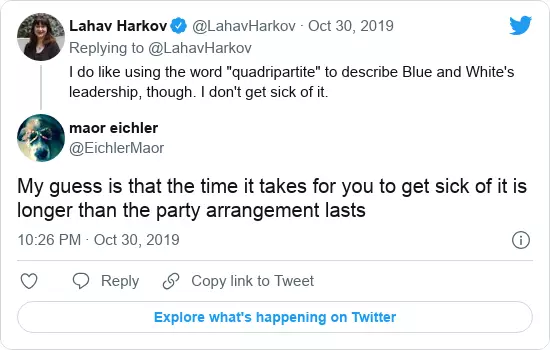 Lahav Harkov @LahavHarkov · Oct 30, 2019
Replying to @LahavHarkov
I do like using the word "quadripartite" to describe Blue and White's
leadership, though. I don't get sick of it.
maor eichler
@EichlerMaor
My guess is that the time it takes for you to get sick of it is
longer than the party arrangement lasts
10:26 PM · Oct 30, 2019
Reply
Copy link to Tweet
Explore what's happening on Twitter